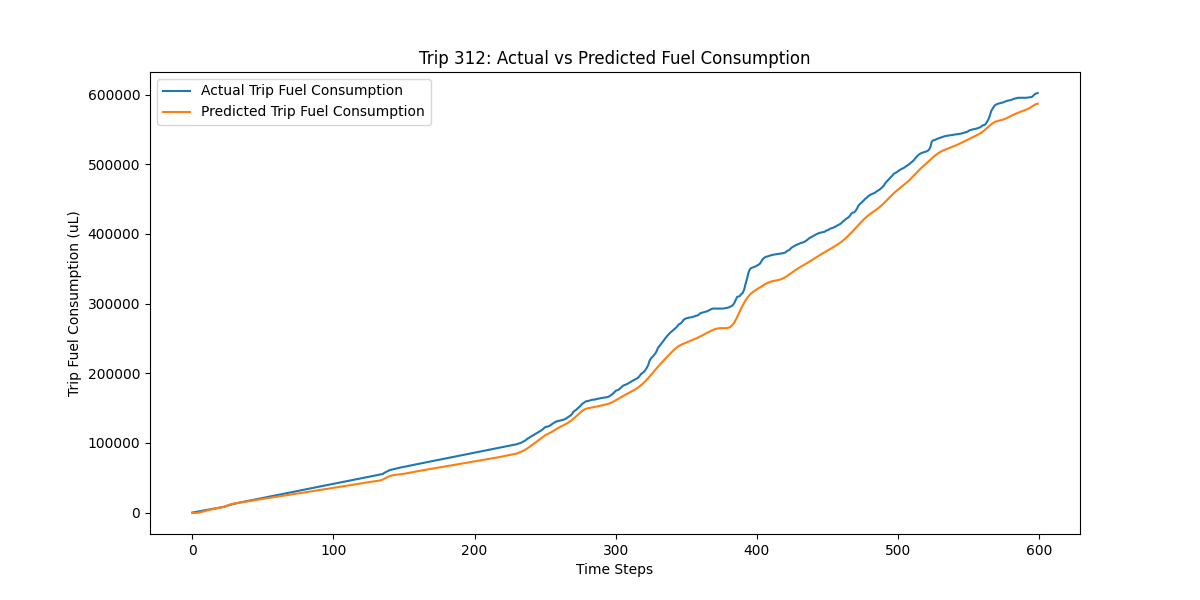 Trip 312: Actual vs Predicted Fuel Consumption
Actual Trip Fuel Consumption
Predicted Trip Fuel Consumption
Trip Fuel Consumption (uL)
600000
500000
400000
300000
200000
100000
0
0 100 200 300 400 500 600
Time Steps